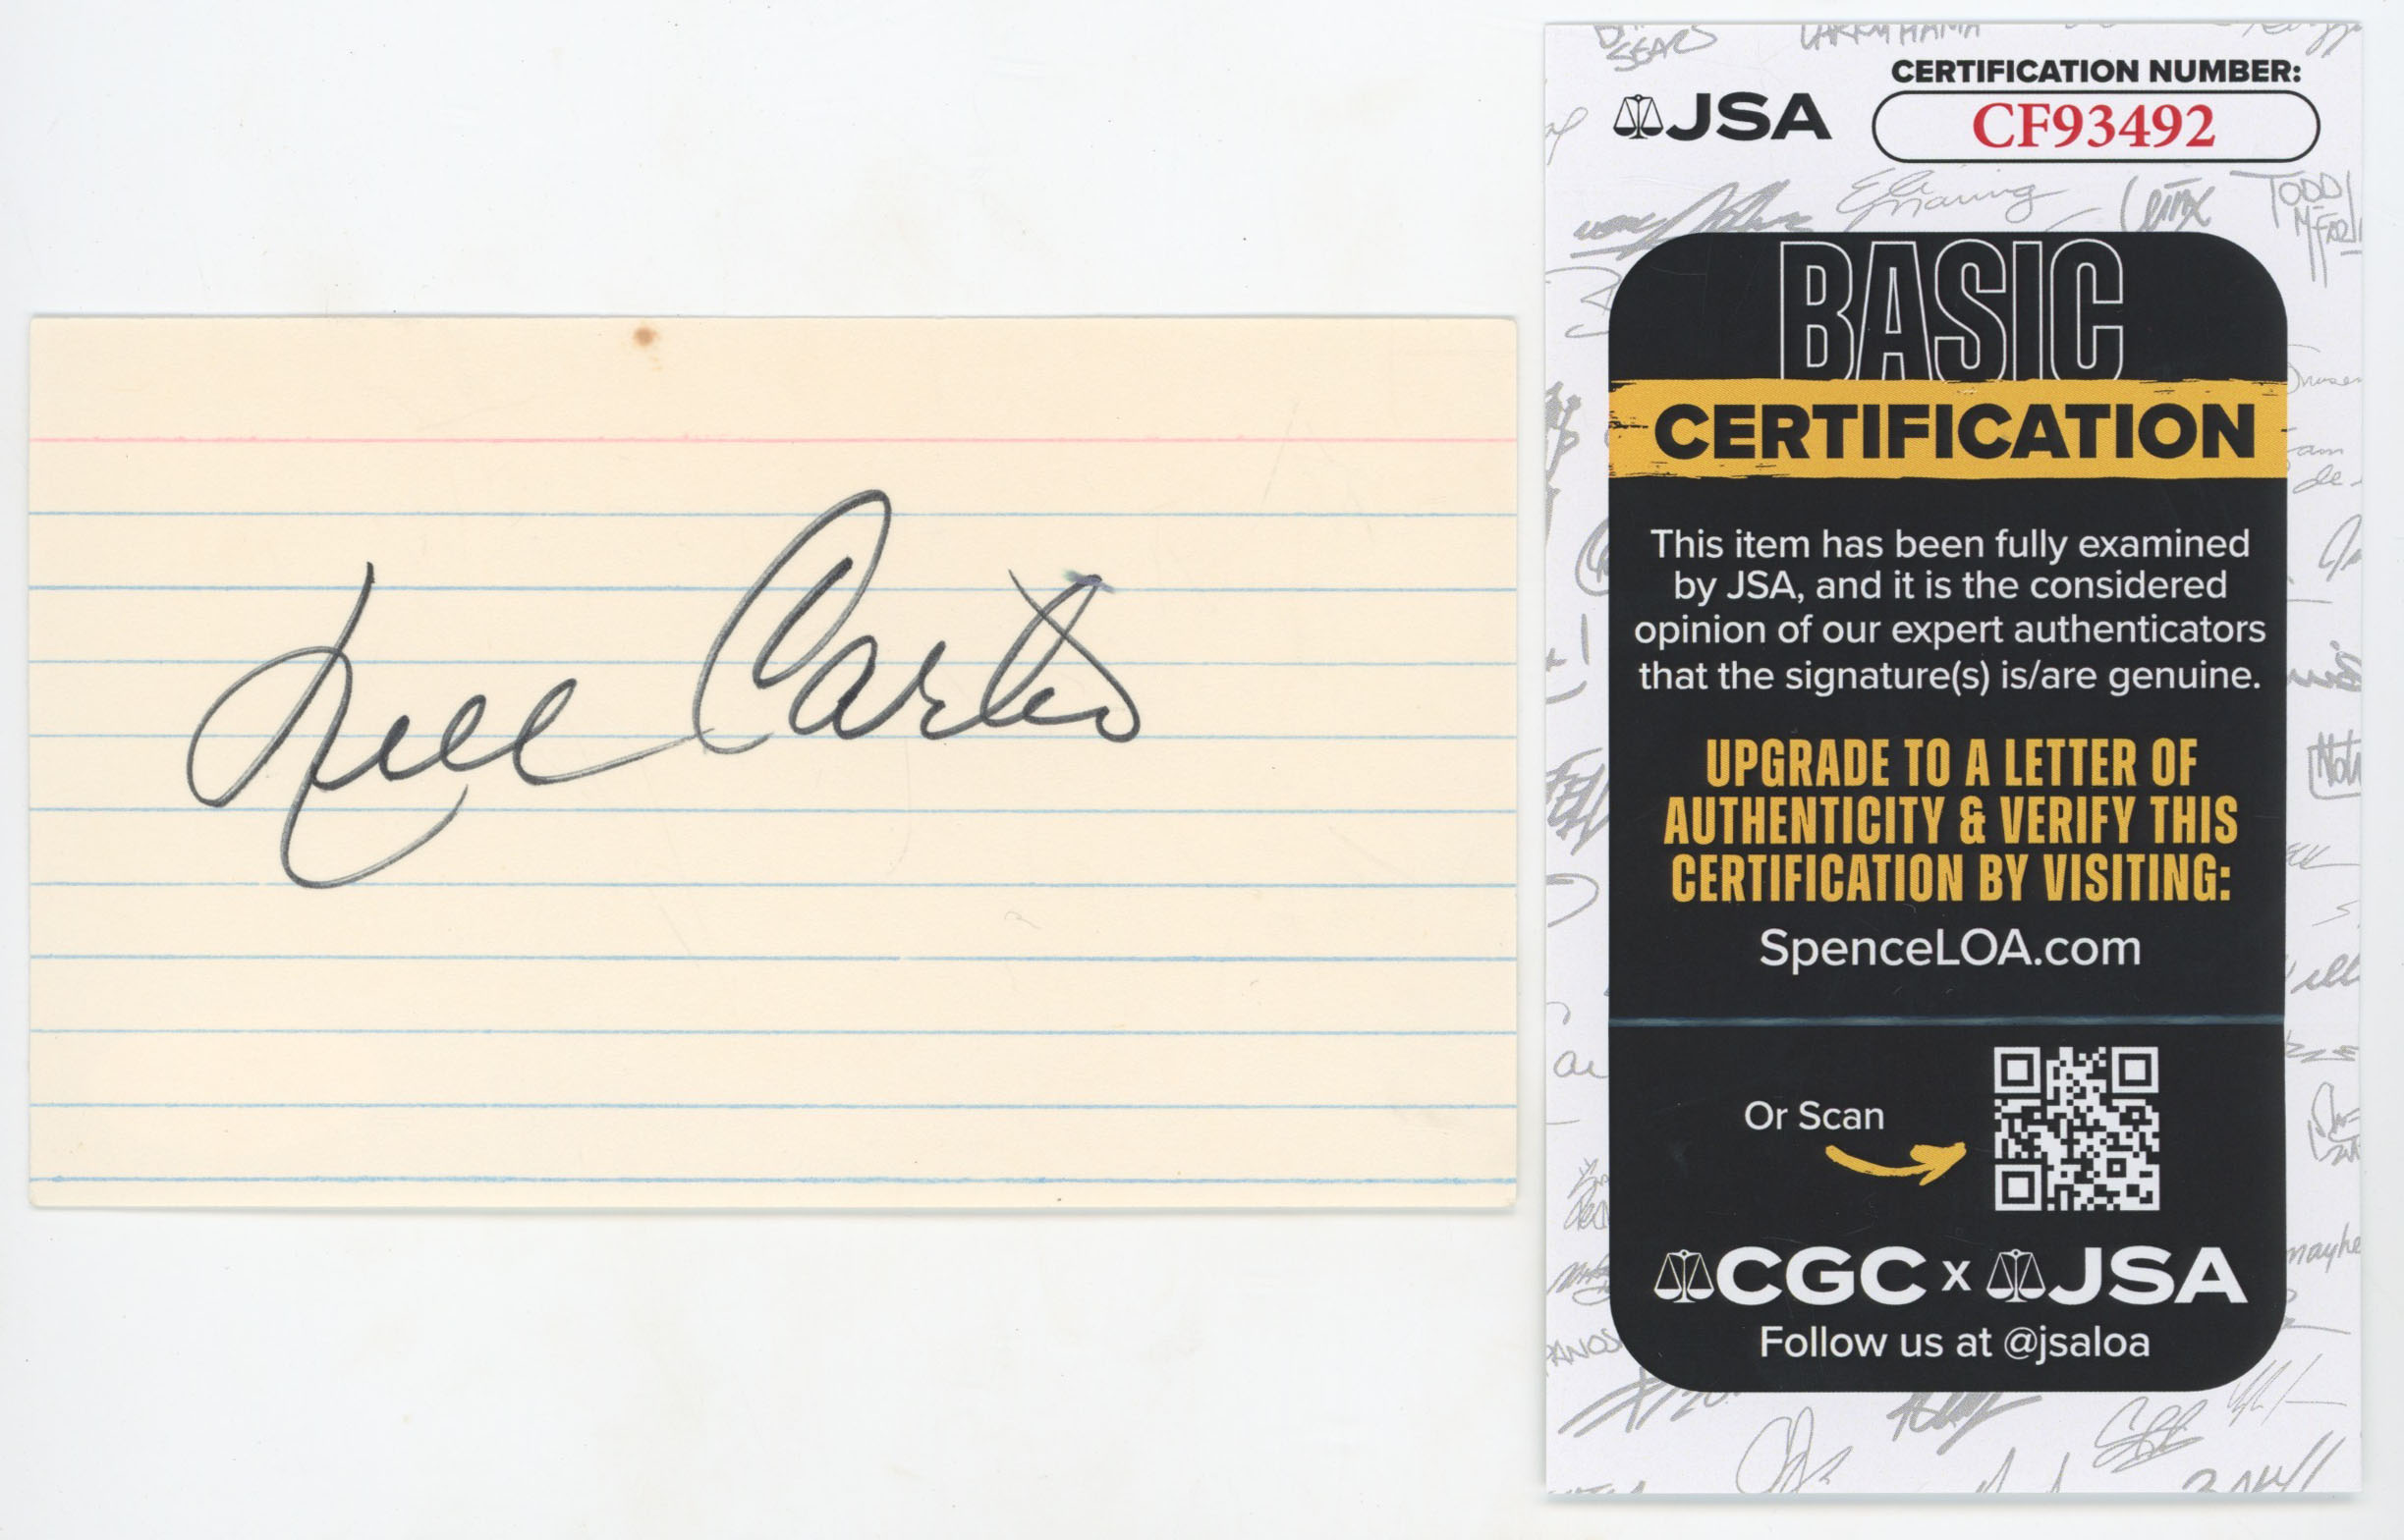 Nell Carter
JSA
CERTIFICATION NUMBER:
CF93492
BASIC
CERTIFICATION
This item has been fully examined
by JSA, and it is the considered
opinion of our expert authenticators
that the signature(s) is/are genuine.
UPGRADE TO A LETTER OF
AUTHENTICITY & VERIFY THIS
CERTIFICATION BY VISITING:
SpenceLOA.com
Or Scan
CGC x JSA
Follow us at @jsaloa